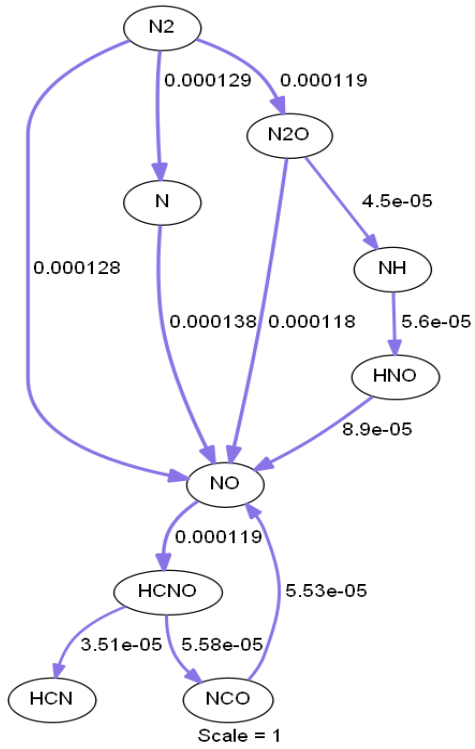 N2
0.000129
0.000119
N2O
N
4.5e-05
0.000128
NH
0.000138
0.000118
5.6e-05
HNO
8.9e-05
NO
0.000119
HCNO
5.53e-05
3.51e-05
5.58e-05
HCN
NCO
Scale = 1